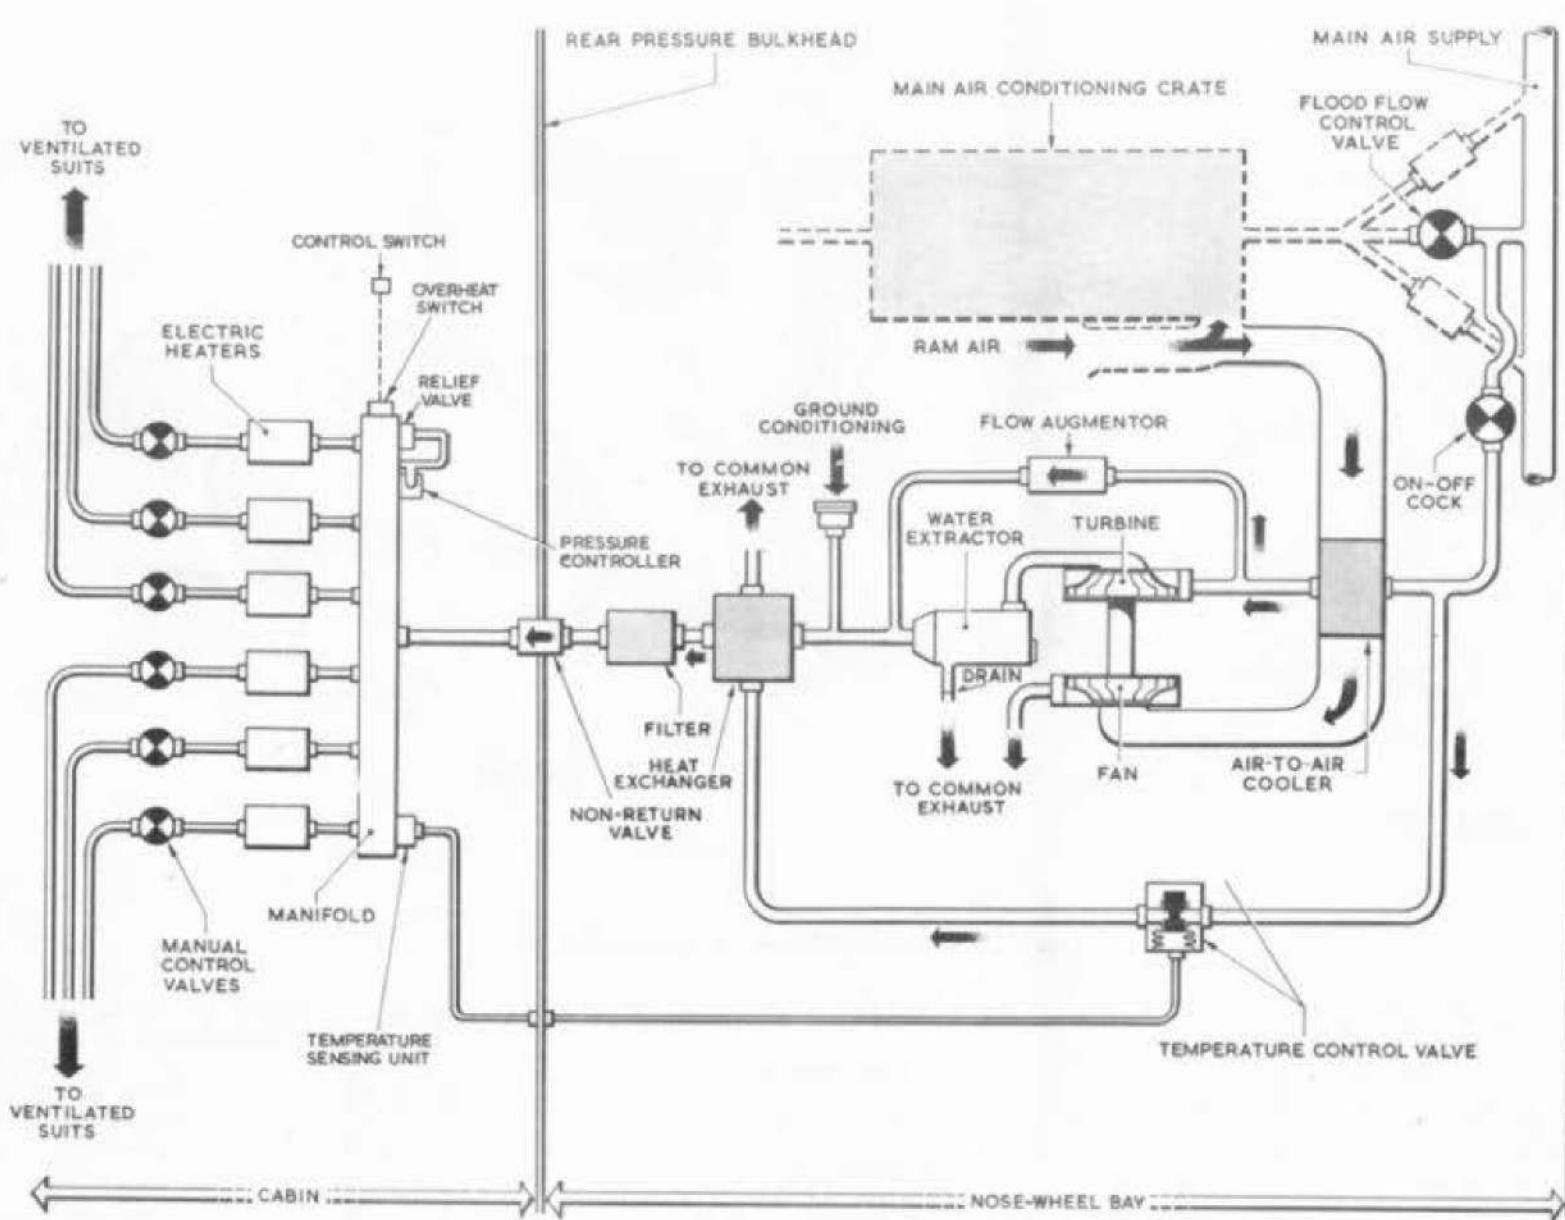 REAR PRESSURE BULKHEAD
MAIN AIR SUPPLY
MAIN AIR CONDITIONING CRATE
FLOOD FLOW
CONTROL
VALVE
TO
VENTILATED
SUITS
CONTROL SWITCH
OVERHEAT
SWITCH
ELECTRIC
HEATERS
RELIEF
VALVE
RAM AIR
GROUND
CONDITIONING
FLOW AUGMENTOR
TO COMMON
EXHAUST
ON-OFF
COCK
WATER
EXTRACTOR
TURBINE
PRESSURE
CONTROLLER
DRAIN
FILTER
HEAT
EXCHANGER
NON-RETURN
VALVE
TO COMMON
EXHAUST
FAN
AIR-TO-AIR
COOLER
MANIFOLD
MANUAL
CONTROL
VALVES
TEMPERATURE
SENSING UNIT
TEMPERATURE CONTROL VALVE
TO
VENTILATED
SUITS
CABIN
NOSE-WHEEL BAY